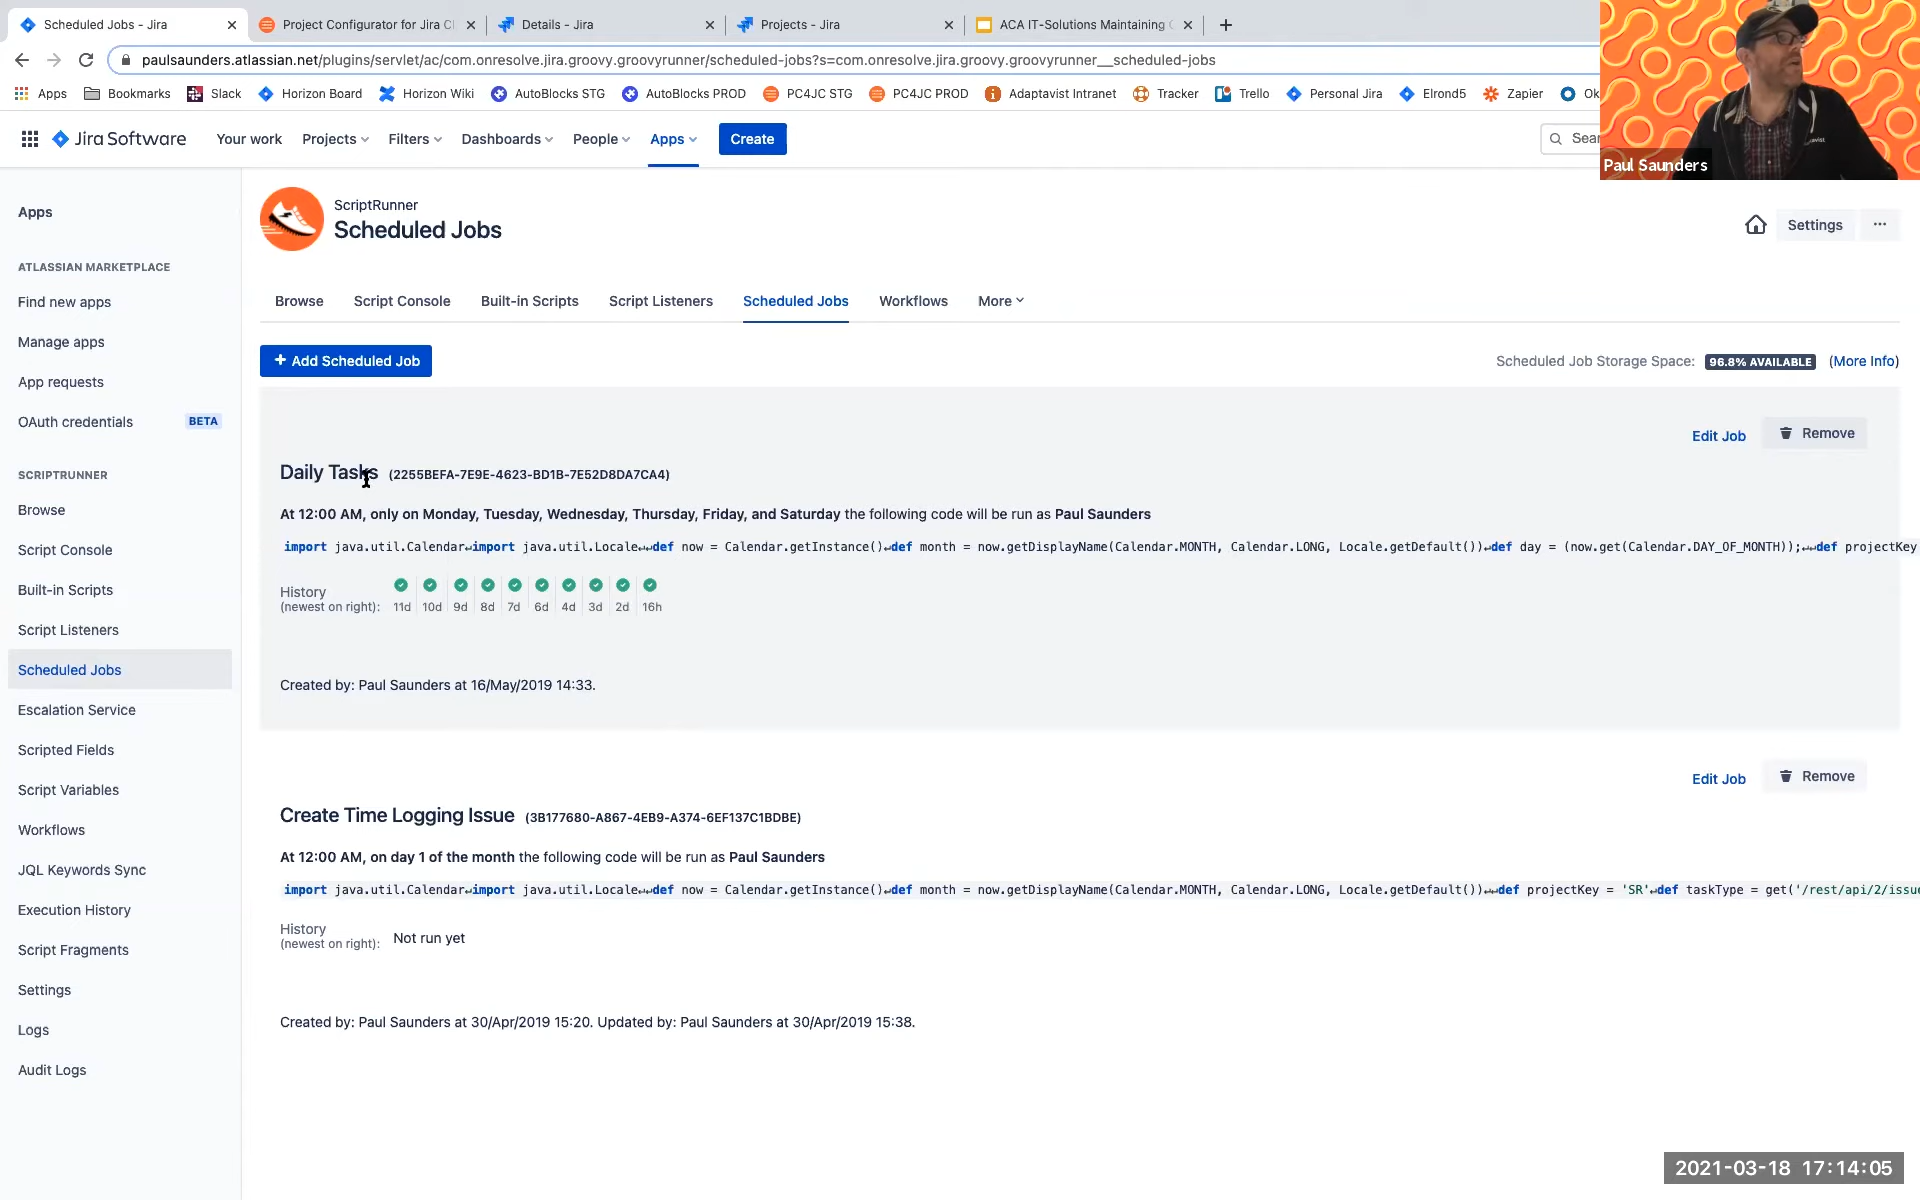 Scheduled Jobs - Jira
Project Configurator for Jira Cl
Details - Jira
Projects - Jira
ACA IT-Solutions Maintaining
paulsaunders.atlassian.net/plugins/servlet/ac/com.onresolve.jira.groovy.groovyrunner/scheduled-jobs?s=com.onresolve.jira.groovy.groovyrunner__scheduled-jobs
Apps Bookmarks Slack Horizon Board Horizon Wiki AutoBlocks STG AutoBlocks PROD PC4JC STG PC4JC PROD Adaptavist Intranet Tracker Trello Personal Jira Elrond5 Zapier Ok
Jira Software Your work Projects Filters Dashboards People Apps Create Sear
Paul Saunders
Apps
ATLASSIAN MARKETPLACE
Find new apps
Manage apps
App requests
OAuth credentials BETA
SCRIPTRUNNER
Browse
Script Console
Built-in Scripts
Script Listeners
Scheduled Jobs
Escalation Service
Scripted Fields
Script Variables
Workflows
JQL Keywords Sync
Execution History
Script Fragments
Settings
Logs
Audit Logs
ScriptRunner
Scheduled Jobs
Settings ...
Browse Script Console Built-in Scripts Script Listeners Scheduled Jobs Workflows More
+ Add Scheduled Job
Scheduled Job Storage Space: 96.8% AVAILABLE (More Info)
Edit Job Remove
Daily Tasks (2255BEFA-7E9E-4623-BD1B-7E52D8DA7CA4)
At 12:00 AM, only on Monday, Tuesday, Wednesday, Thursday, Friday, and Saturday the following code will be run as Paul Saunders
import java.util.Calendar↵import java.util.Locale↵↵def now = Calendar.getInstance()↵def month = now.getDisplayName(Calendar.MONTH, Calendar.LONG, Locale.getDefault())↵def day = (now.get(Calendar.DAY_OF_MONTH));↵↵def projectKey
History
(newest on right): 11d 10d 9d 8d 7d 6d 4d 3d 2d 16h
Created by: Paul Saunders at 16/May/2019 14:33.
Edit Job Remove
Create Time Logging Issue (3B177680-A867-4EB9-A374-6EF137C1BDBE)
At 12:00 AM, on day 1 of the month the following code will be run as Paul Saunders
import java.util.Calendar↵import java.util.Locale↵↵def now = Calendar.getInstance()↵def month = now.getDisplayName(Calendar.MONTH, Calendar.LONG, Locale.getDefault())↵↵def projectKey = 'SR'↵def taskType = get('/rest/api/2/issue
History
(newest on right): Not run yet
Created by: Paul Saunders at 30/Apr/2019 15:20. Updated by: Paul Saunders at 30/Apr/2019 15:38.
2021-03-18 17:14:05